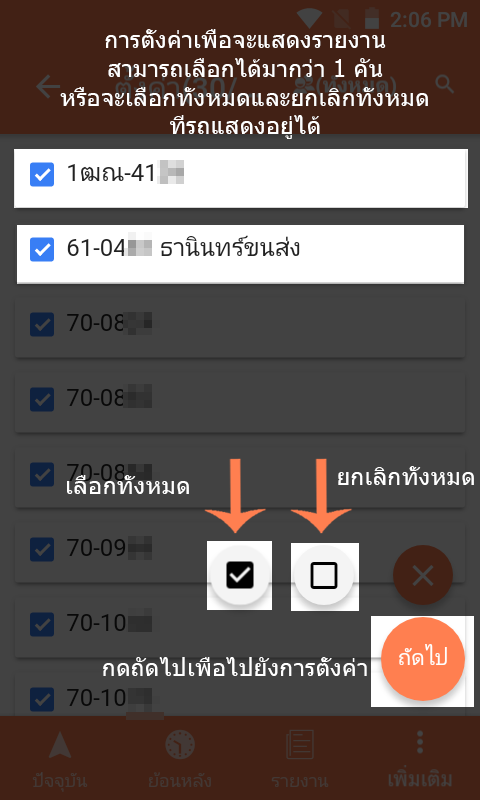 2:06 PM
การตั้งค่าเพื่อจะแสดงรายงาน
สามารถเลือกได้มากว่า 1 คัน
หรือจะเลือกทั้งหมดและยกเลิกทั้งหมด
ที่รถแสดงอยู่ได้
1ฒณ-41
61-04 ธานินทร์ขนส่ง
70-08
70-08
70-08
เลือกทั้งหมด
ยกเลิกทั้งหมด
70-09
70-10
กดถัดไปเพื่อไปยังการตั้งค่า
ถัดไป
70-10
ปัจจุบัน
ย้อนหลัง
รายงาน
เพิ่มเติม